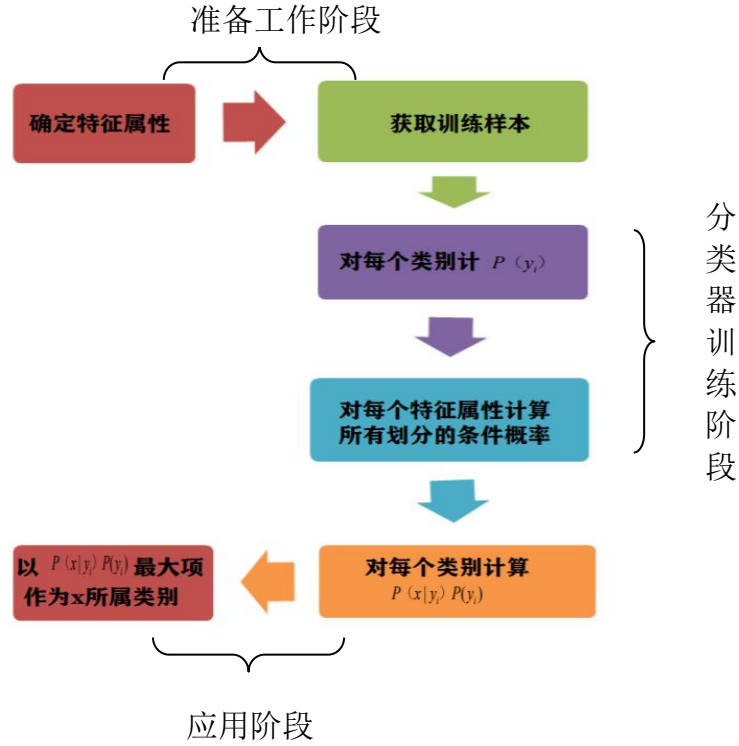 准备工作阶段
确定特征属性
获取训练样本
对每个类别计 P（yᵢ）
对每个特征属性计算
所有划分的条件概率
分类器训练阶段
对每个类别计算
P（x|yᵢ）P(yᵢ)
以 P（x|yᵢ）P(yᵢ) 最大项
作为x所属类别
应用阶段